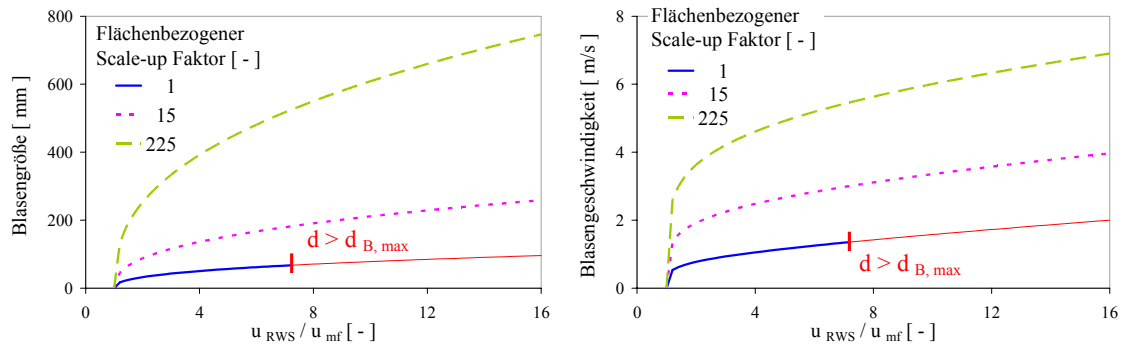 800
600
400
200
0
Blasengröße [ mm ]
Flächenbezogener
Scale-up Faktor [ - ]
1
15
225
d > d B, max
0 4 8 12 16
u RWS / u mf [ - ]
8
6
4
2
0
Blasengeschwindigkeit [ m/s ]
Flächenbezogener
Scale-up Faktor [ - ]
1
15
225
d > d B, max
0 4 8 12 16
u RWS / u mf [ - ]